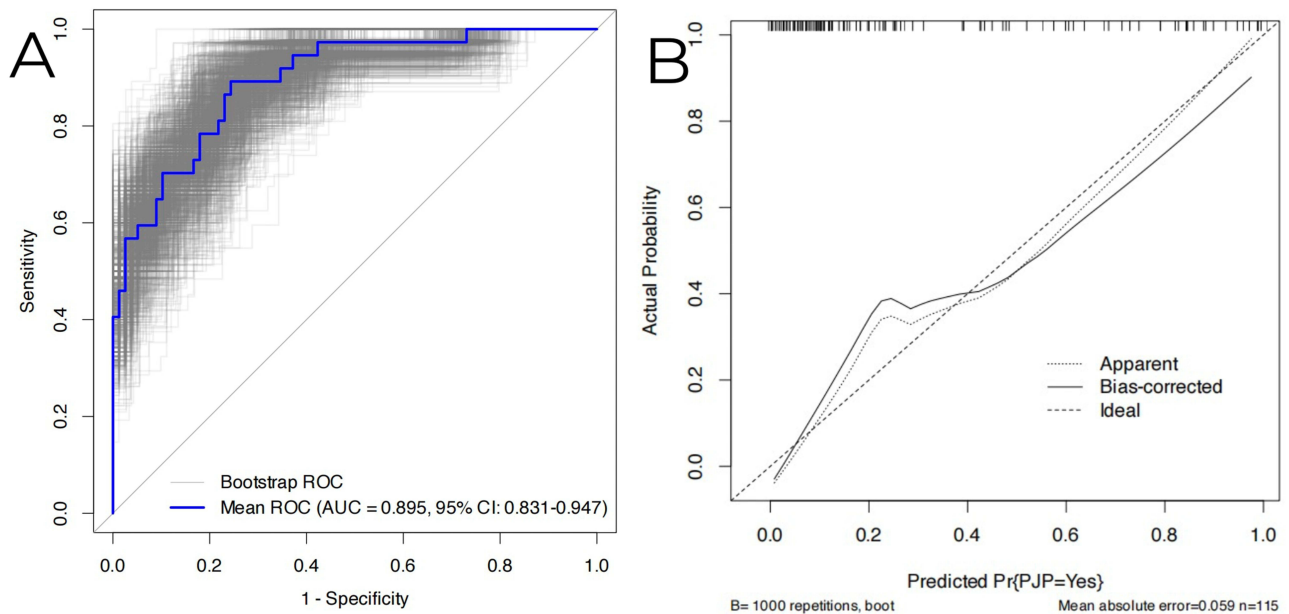 A
1.0
0.8
0.6
0.4
0.2
0.0
Sensitivity
Bootstrap ROC
Mean ROC (AUC = 0.895, 95% CI: 0.831-0.947)
0.0 0.2 0.4 0.6 0.8 1.0
1 - Specificity
B
1.0
0.8
0.6
0.4
0.2
0.0
Actual Probability
Apparent
Bias-corrected
Ideal
0.0 0.2 0.4 0.6 0.8 1.0
Predicted Pr{PJP=Yes}
B= 1000 repetitions, boot
Mean absolute error=0.059 n=115